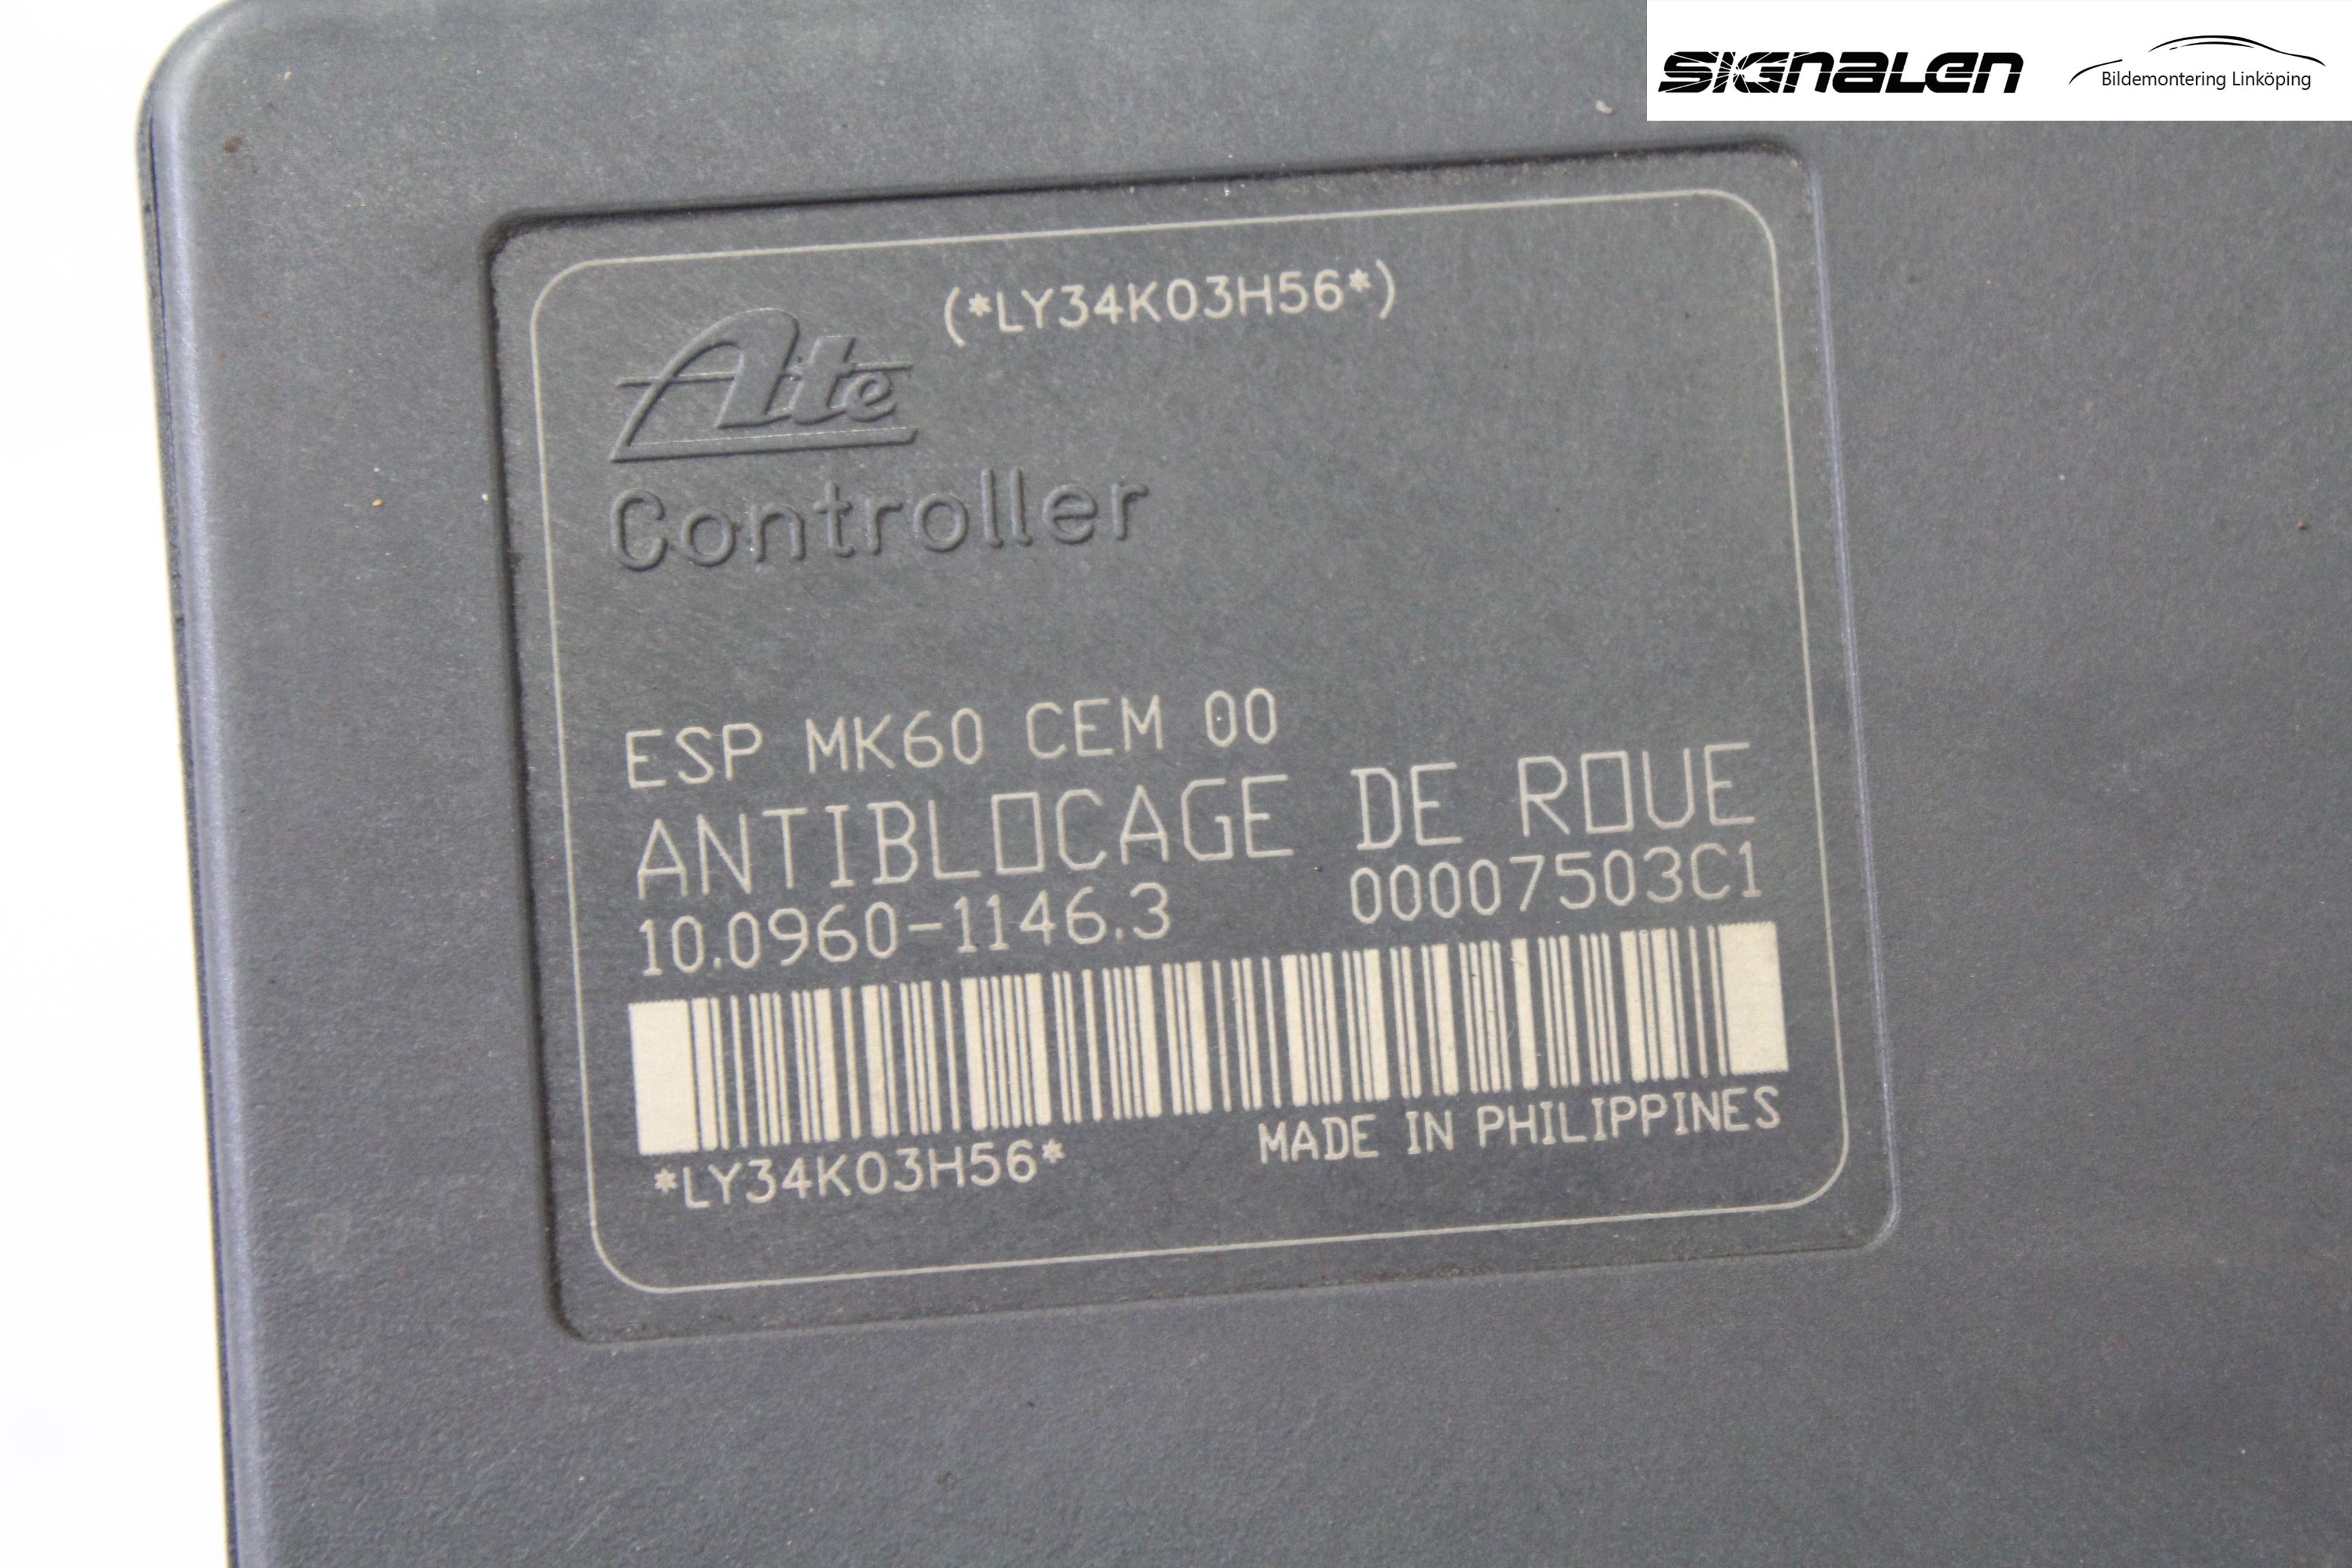 SIGNALEN
Bildemontering Linköping
(*LY34K03H56*)
Ate
Controller
ESP MK60 CEM 00
ANTIBLOCAGE DE ROUE
10.0960-1146.3 00007503C1
*LY34K03H56* MADE IN PHILIPPINES